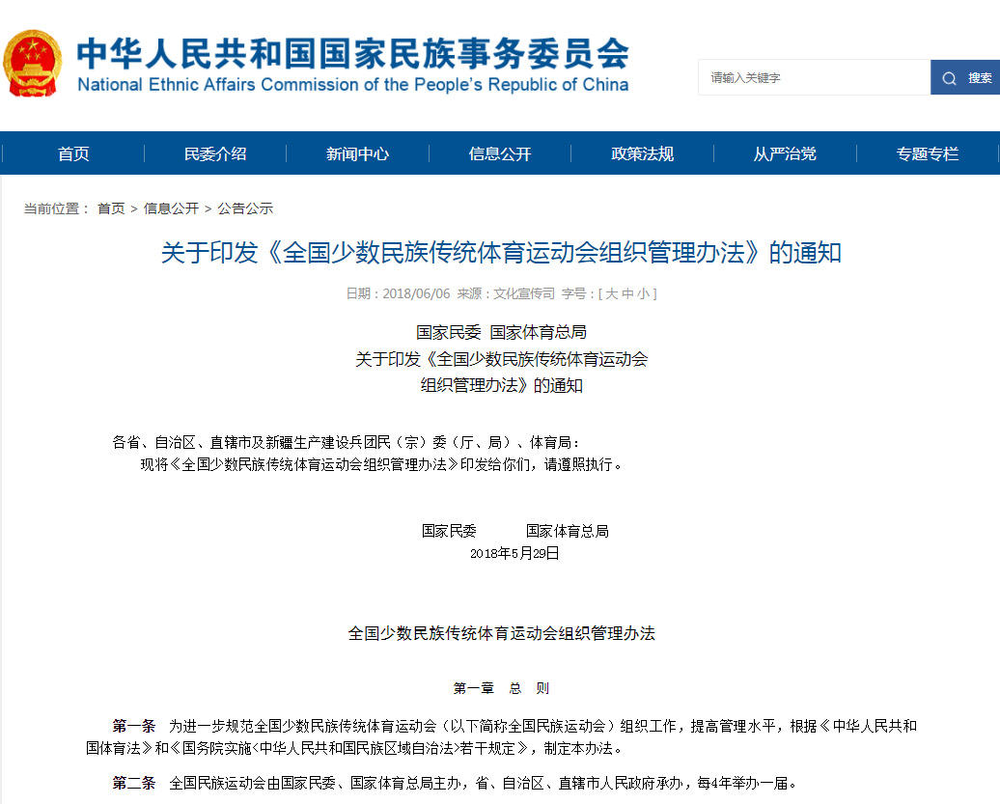 中华人民共和国国家民族事务委员会
National Ethnic Affairs Commission of the People's Republic of China
请输入关键字
搜索
首页 民委介绍 新闻中心 信息公开 政策法规 从严治党 专题专栏
当前位置： 首页 > 信息公开 > 公告公示
关于印发《全国少数民族传统体育运动会组织管理办法》的通知
日期：2018/06/06 来源：文化宣传司 字号：[ 大 中 小 ]
国家民委 国家体育总局
关于印发《全国少数民族传统体育运动会
组织管理办法》的通知
各省、自治区、直辖市及新疆生产建设兵团民（宗）委（厅、局）、体育局：
现将《全国少数民族传统体育运动会组织管理办法》印发给你们，请遵照执行。
国家民委 国家体育总局
2018年5月29日
全国少数民族传统体育运动会组织管理办法
第一章 总 则
第一条 为进一步规范全国少数民族传统体育运动会（以下简称全国民族运动会）组织工作，提高管理水平，根据《中华人民共和
国体育法》和《国务院实施<中华人民共和国民族区域自治法>若干规定》，制定本办法。
第二条 全国民族运动会由国家民委、国家体育总局主办，省、自治区、直辖市人民政府承办，每4年举办一届。